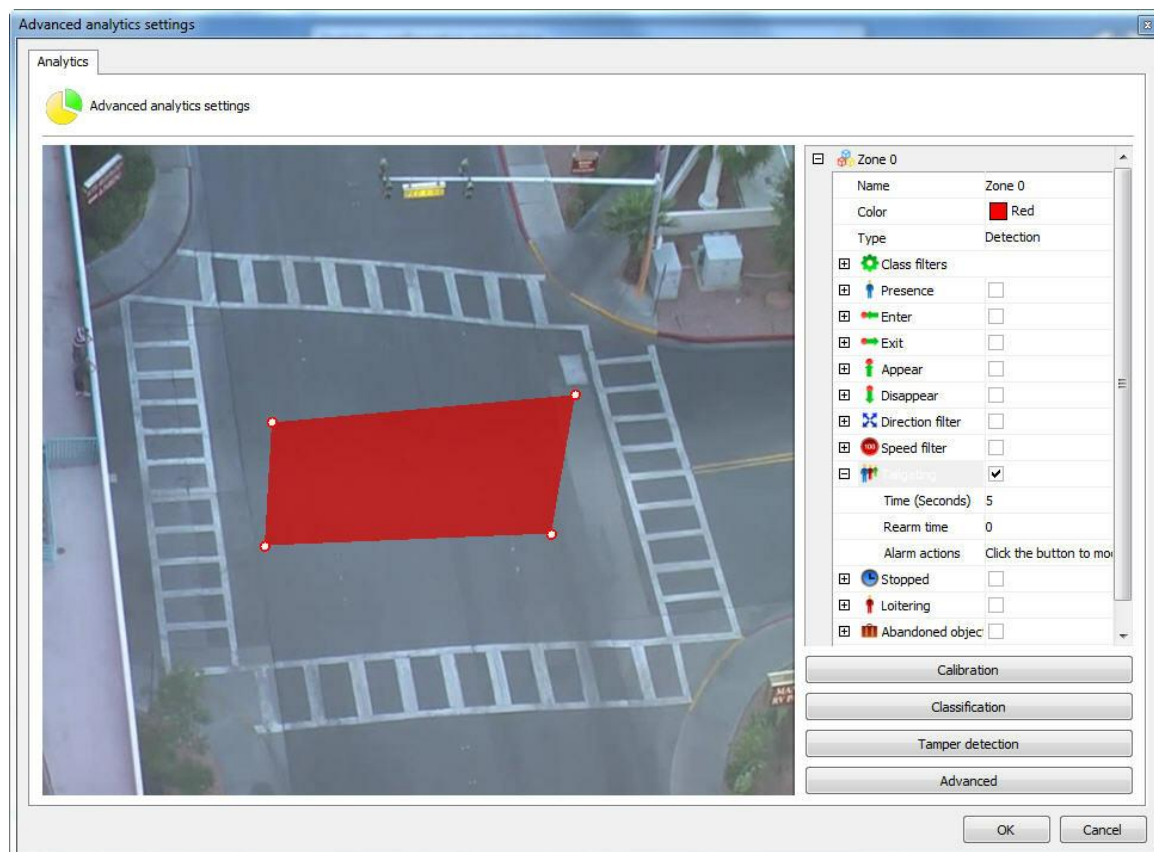 Advanced analytics settings
Analytics
Advanced analytics settings
Zone 0
Name Zone 0
Color Red
Type Detection
Class filters
Presence
Enter
Exit
Appear
Disappear
Direction filter
100 Speed filter
Targeting
Time (Seconds) 5
Rearm time 0
Alarm actions Click the button to mo
Stopped
Loitering
Abandoned objec
Calibration
Classification
Tamper detection
Advanced
OK Cancel